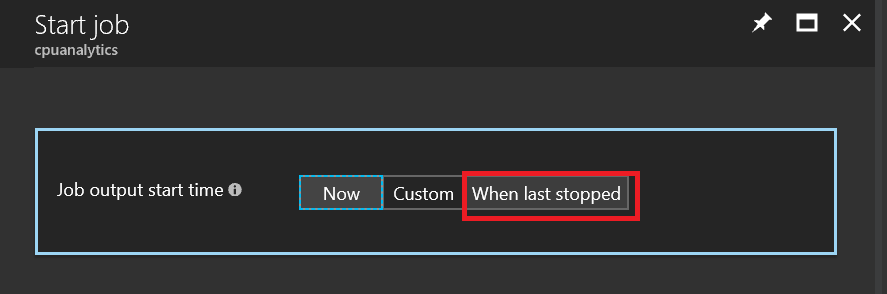 Start job
cpuanalytics
Job output start time Now Custom When last stopped